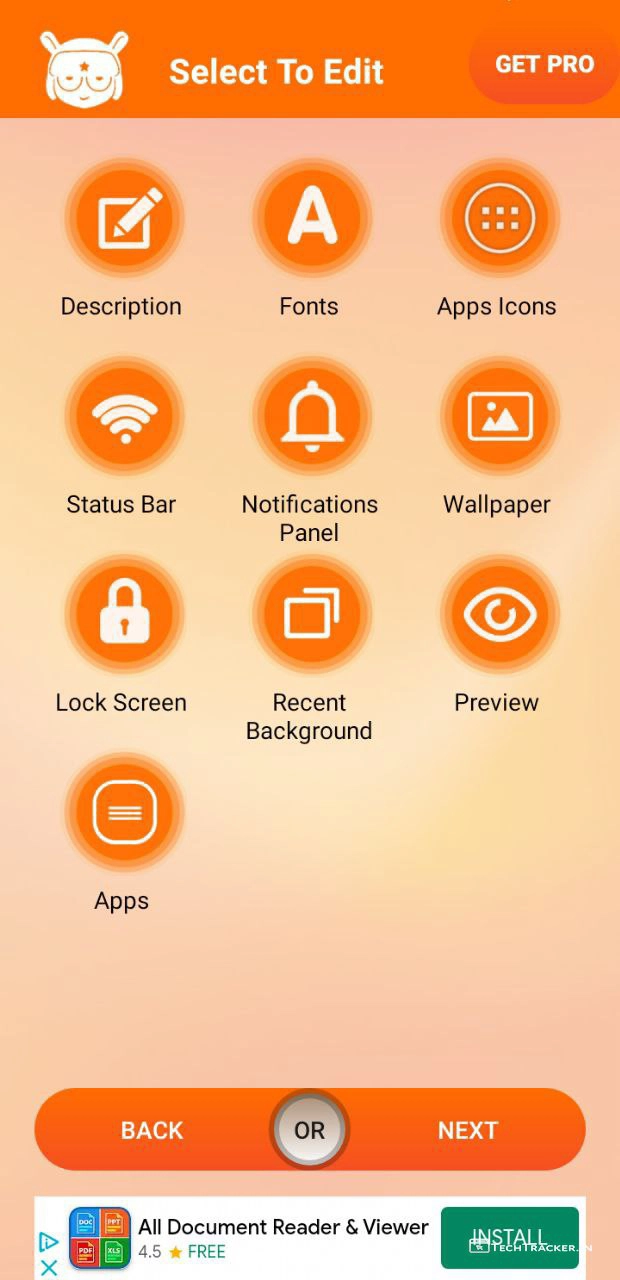 Select To Edit
GET PRO
Description
Fonts
Apps Icons
Status Bar
Notifications
Panel
Wallpaper
Lock Screen
Recent
Background
Preview
Apps
BACK
OR
NEXT
DOC
PPT
PDF
XLS
All Document Reader & Viewer
4.5 ★ FREE
INSTALL
TECHTRACKER.IN